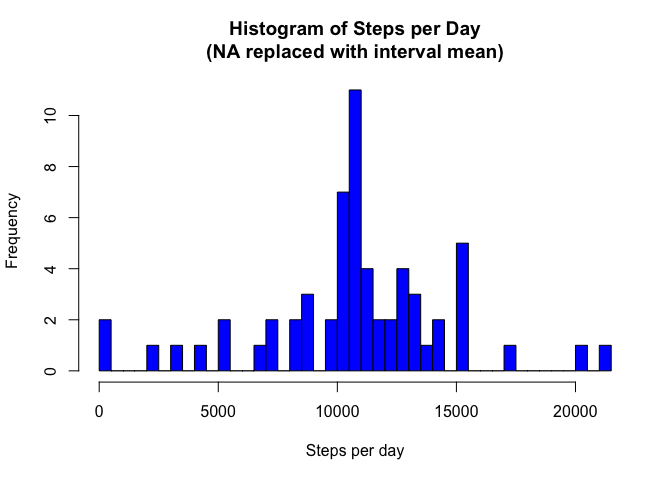 Histogram of Steps per Day
(NA replaced with interval mean)
Frequency
10
8
6
4
2
0
0 5000 10000 15000 20000
Steps per day